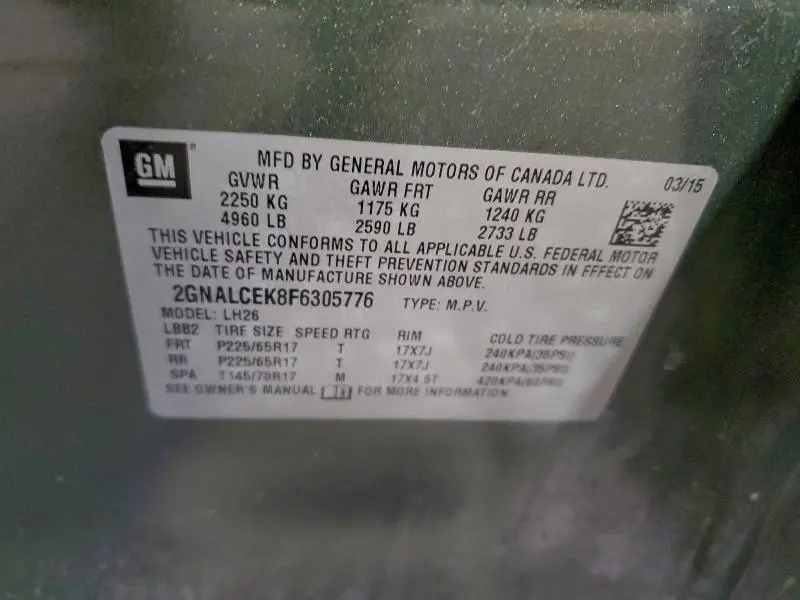 GM
MFD BY GENERAL MOTORS OF CANADA LTD. 03/15
GVWR GAWR FRT GAWR RR
2250 KG 1175 KG 1240 KG
4960 LB 2590 LB 2733 LB
THIS VEHICLE CONFORMS TO ALL APPLICABLE U.S. FEDERAL MOTOR
VEHICLE SAFETY AND THEFT PREVENTION STANDARDS IN EFFECT ON
THE DATE OF MANUFACTURE SHOWN ABOVE.
2GNALCEK8F6305776 TYPE: M.P.V.
MODEL: LH26
LBB2 TIRE SIZE SPEED RTG RIM COLD TIRE PRESSURE
FRT P225/65R17 T 17X7J 240KPA(35PSI)
RR P225/65R17 T 17X7J 240KPA(35PSI)
SPA T145/70R17 M 17X4.5T 420KPA(60PSI)
SEE OWNER'S MANUAL FOR MORE INFORMATION